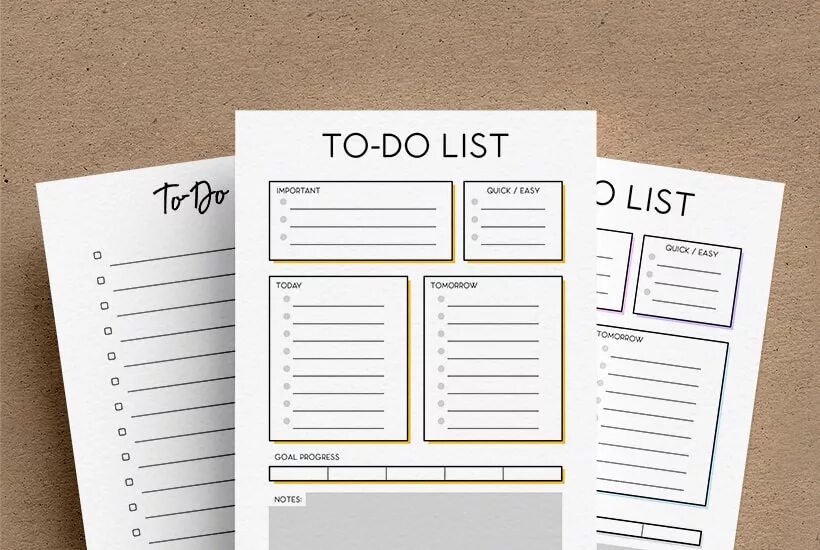 To-Do
TO-DO LIST
IMPORTANT
QUICK / EASY
TODAY
TOMORROW
GOAL PROGRESS
NOTES:
O LIST
QUICK / EASY
TOMORROW